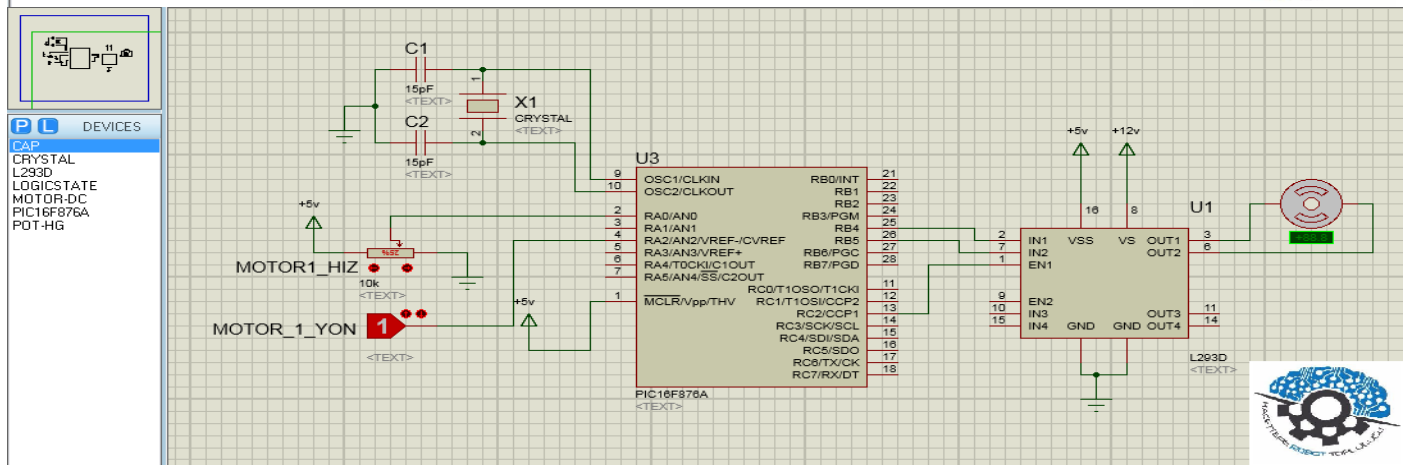 P L DEVICES
CAP
CRYSTAL
L293D
LOGICSTATE
MOTOR-DC
PIC16F876A
POT-HG
C1
15pF
<TEXT>
1
X1
CRYSTAL
<TEXT>
2
C2
15pF
<TEXT>
+5v
MOTOR1_HIZ
10k
<TEXT>
MOTOR_1_YON
1
<TEXT>
+5v
U3
9 OSC1/CLKIN
10 OSC2/CLKOUT
2 RA0/AN0
3 RA1/AN1
4 RA2/AN2/VREF-/CVREF
5 RA3/AN3/VREF+
6 RA4/T0CKI/C1OUT
7 RA5/AN4/SS/C2OUT
1 MCLR/Vpp/THV
RB0/INT 21
RB1 22
RB2 23
RB3/PGM 24
RB4 25
RB5 26
RB6/PGC 27
RB7/PGD 28
RC0/T1OSO/T1CKI 11
RC1/T1OSI/CCP2 12
RC2/CCP1 13
RC3/SCK/SCL 14
RC4/SDI/SDA 15
RC5/SDO 16
RC6/TX/CK 17
RC7/RX/DT 18
PIC16F876A
<TEXT>
+5v +12v
16 8 U1
VSS VS
2 IN1
7 IN2
1 EN1
9 EN2
10 IN3
15 IN4
OUT1 3
OUT2 6
OUT3 11
OUT4 14
GND GND
L293D
<TEXT>